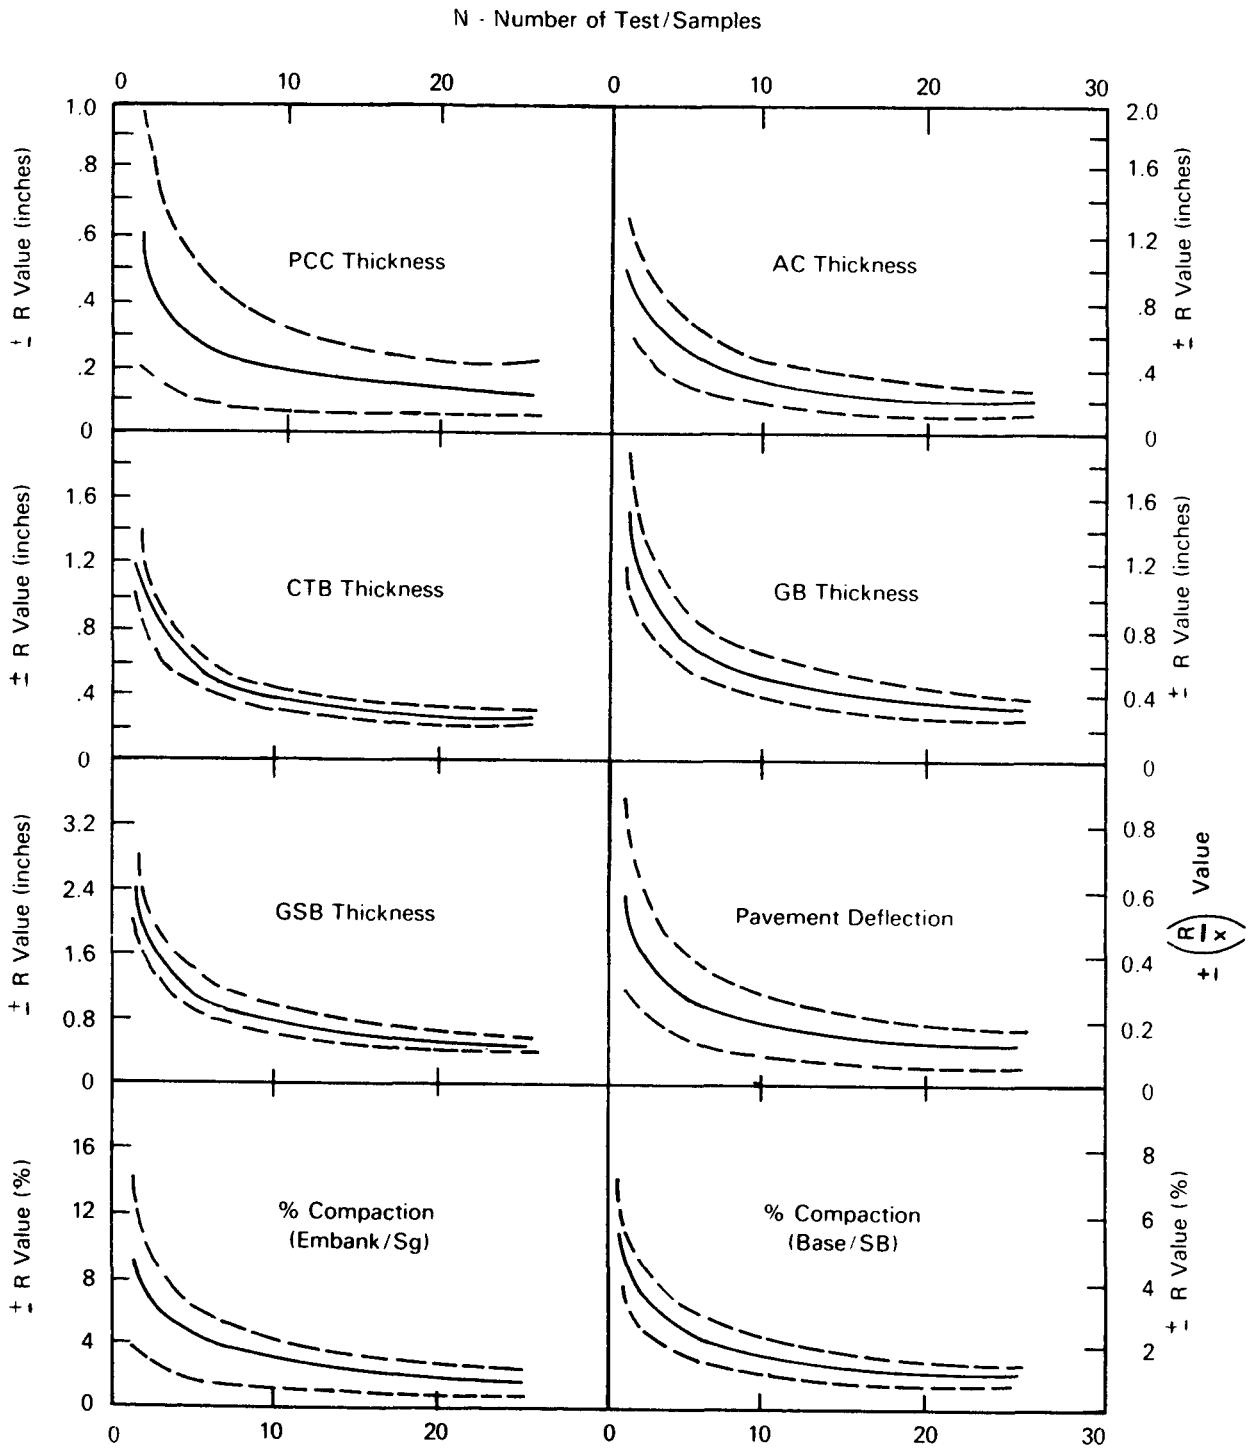 N - Number of Test/Samples
0 10 20 0 10 20 30
± R Value (inches)
1.0
.8
.6
.4
.2
0
PCC Thickness
AC Thickness
2.0
1.6
1.2
.8
.4
0
± R Value (inches)
± R Value (inches)
1.6
1.2
.8
.4
0
CTB Thickness
GB Thickness
1.6
1.2
0.8
0.4
0
± R Value (inches)
± R Value (inches)
3.2
2.4
1.6
0.8
0
GSB Thickness
Pavement Deflection
0.8
0.6
0.4
0.2
0
± (R/x) Value
± R Value (%)
16
12
8
4
0
% Compaction
(Embank/Sg)
% Compaction
(Base/SB)
8
6
4
2
± R Value (%)
0 10 20 0 10 20 30